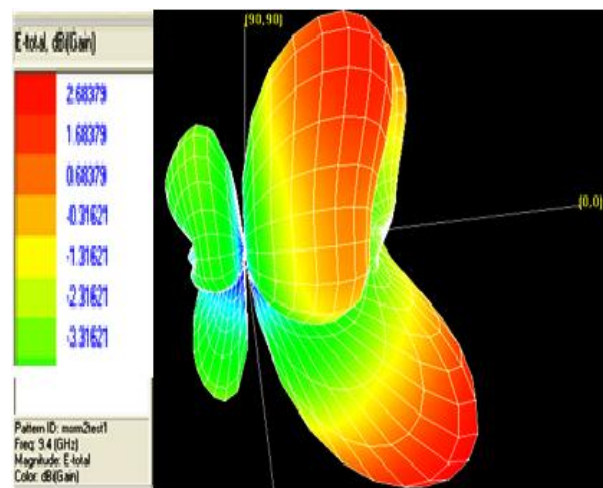 E-total, dBi(Gain)
2.68379
1.68379
0.68379
-0.31621
-1.31621
-2.31621
-3.31621
Pattern ID: mom2test1
Freq: 9.4 (GHz)
Magnitude: E-total
Color: dBi(Gain)
(90,90)
(0,0)